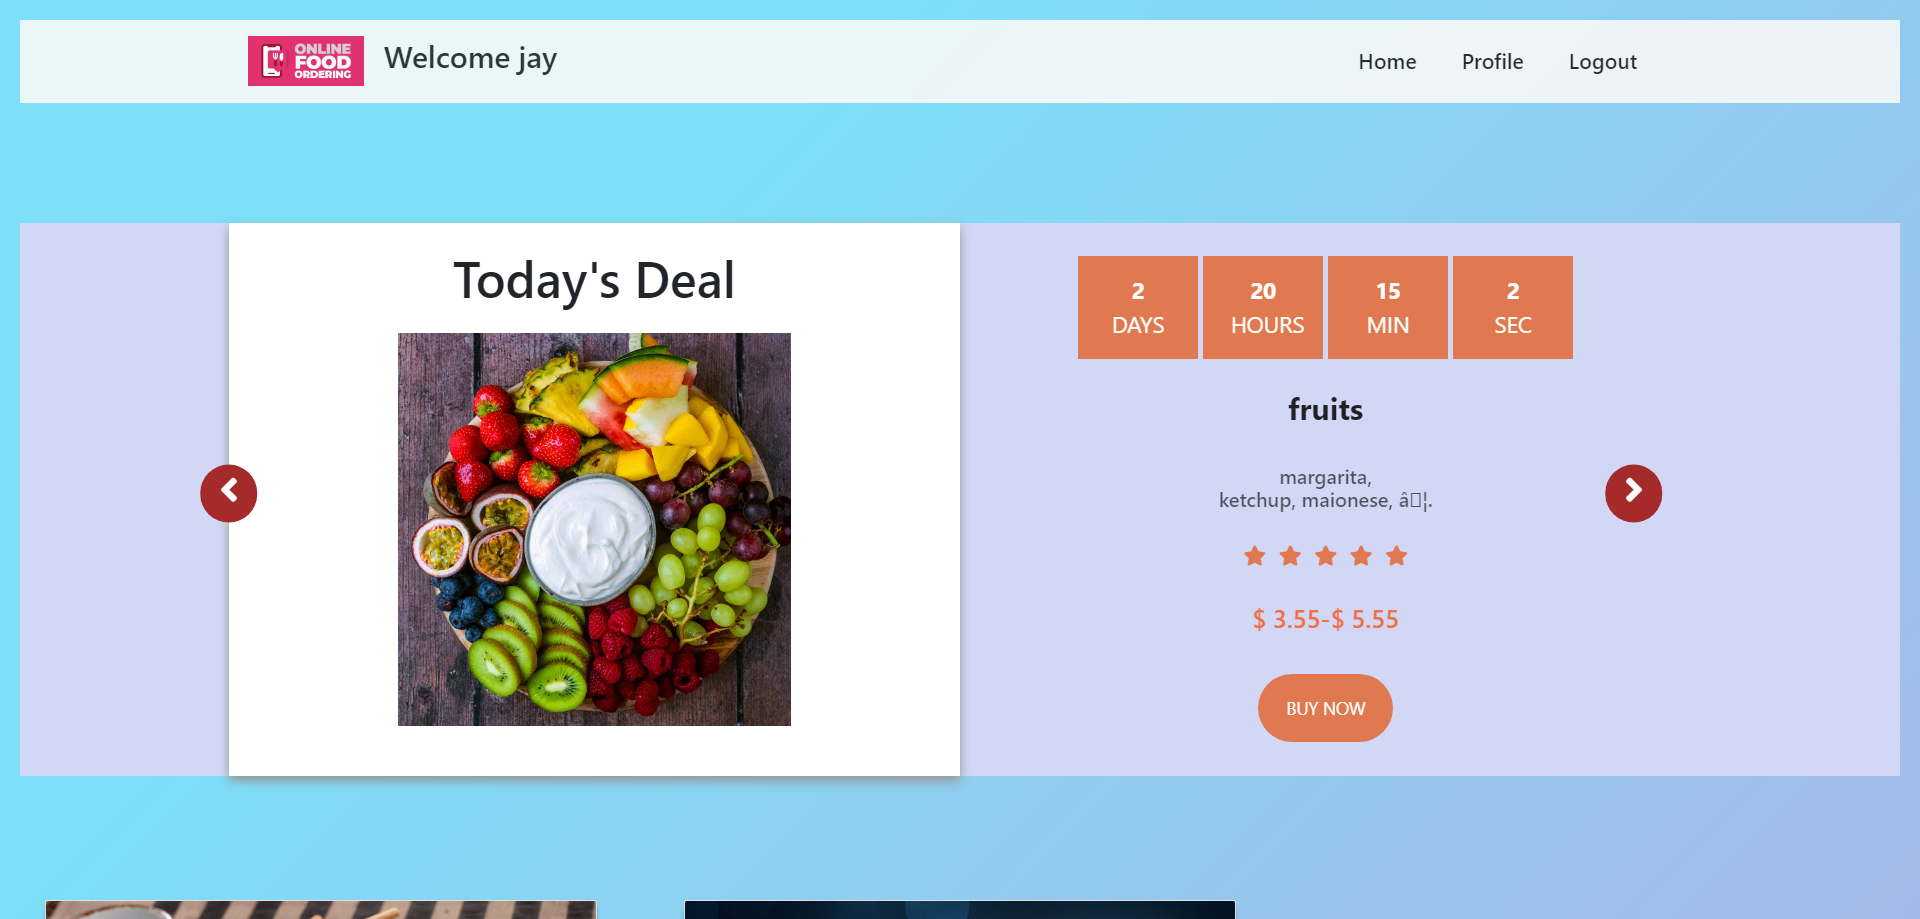 ONLINE
FOOD
ORDERING
Welcome jay
Home
Profile
Logout
Today's Deal
2
DAYS
20
HOURS
15
MIN
2
SEC
fruits
margarita,
ketchup, maionese, â▯¦.
$ 3.55-$ 5.55
BUY NOW